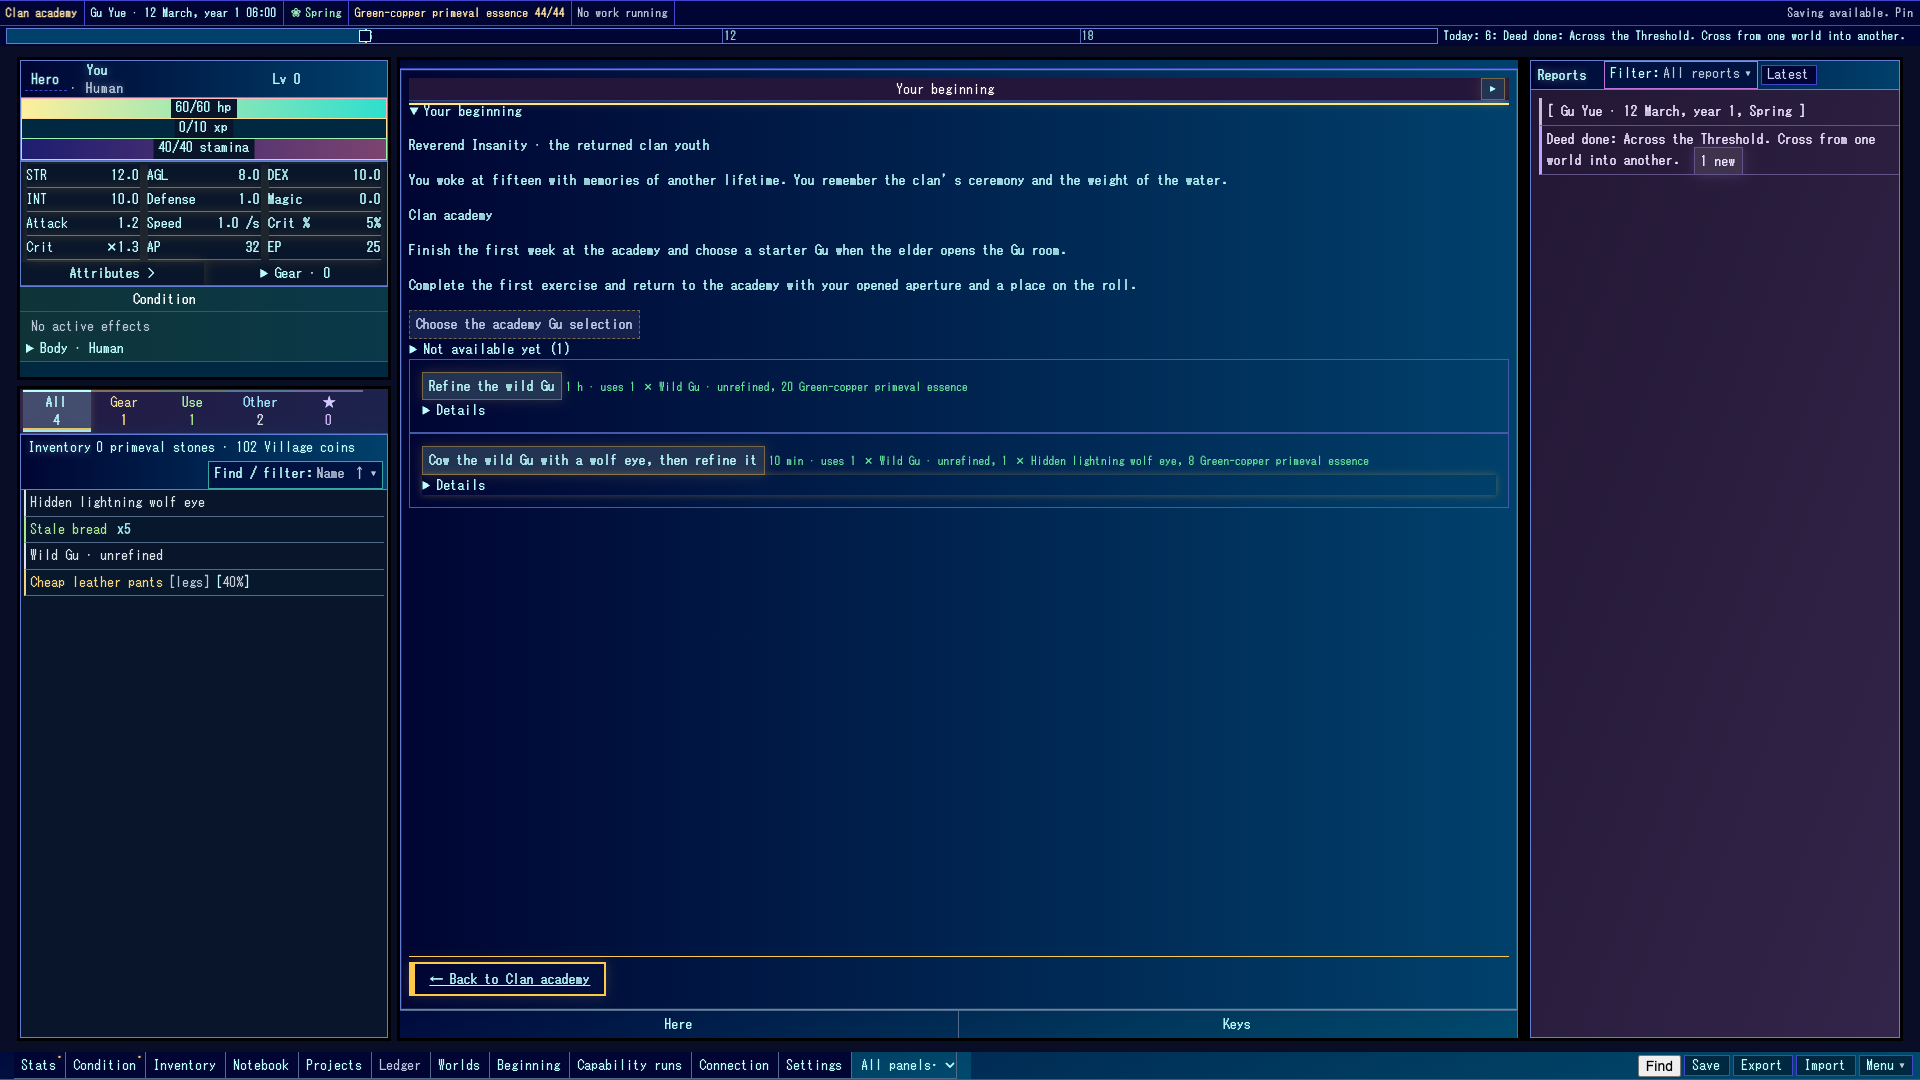 Clan academy Gu Yue · 12 March, year 1 06:00 ❀ Spring Green-copper primeval essence 44/44 No work running Saving available. Pin
12 18 Today: 6: Deed done: Across the Threshold. Cross from one world into another.
Hero · You Human Lv 0
60/60 hp
0/10 xp
40/40 stamina
STR 12.0 AGL 8.0 DEX 10.0
INT 10.0 Defense 1.0 Magic 0.0
Attack 1.2 Speed 1.0 /s Crit % 5%
Crit ×1.3 AP 32 EP 25
Attributes > ▶ Gear · 0
Condition
No active effects
▶ Body · Human
All 4 Gear 1 Use 1 Other 2 ★ 0
Inventory 0 primeval stones · 102 Village coins
Find / filter: Name ↑ ▾
Hidden lightning wolf eye
Stale bread x5
Wild Gu · unrefined
Cheap leather pants [legs] [40%]
Your beginning ▶
▼ Your beginning
Reverend Insanity · the returned clan youth
You woke at fifteen with memories of another lifetime. You remember the clan’s ceremony and the weight of the water.
Clan academy
Finish the first week at the academy and choose a starter Gu when the elder opens the Gu room.
Complete the first exercise and return to the academy with your opened aperture and a place on the roll.
Choose the academy Gu selection
▶ Not available yet (1)
Refine the wild Gu 1 h · uses 1 × Wild Gu · unrefined, 20 Green-copper primeval essence
▶ Details
Cow the wild Gu with a wolf eye, then refine it 10 min · uses 1 × Wild Gu · unrefined, 1 × Hidden lightning wolf eye, 8 Green-copper primeval essence
▶ Details
← Back to Clan academy
Here Keys
Reports Filter: All reports ▾ Latest
[ Gu Yue · 12 March, year 1, Spring ]
Deed done: Across the Threshold. Cross from one
world into another. 1 new
Stats Condition Inventory Notebook Projects Ledger Worlds Beginning Capability runs Connection Settings All panels· Find Save Export Import Menu ▾